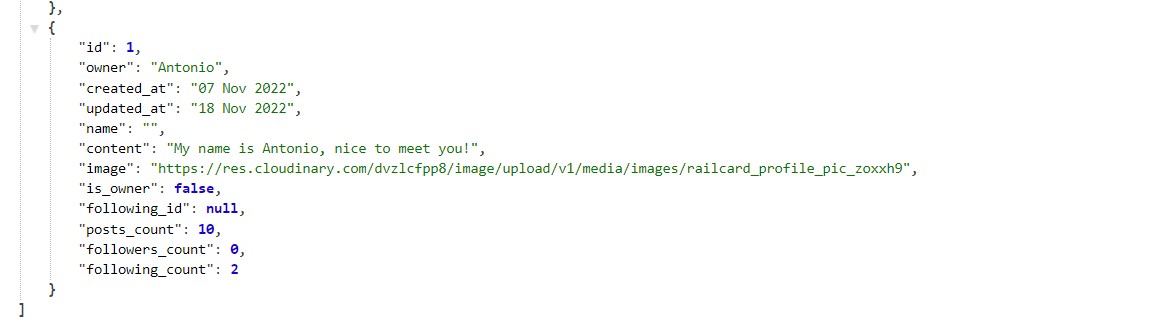 },
{
"id": 1,
"owner": "Antonio",
"created_at": "07 Nov 2022",
"updated_at": "18 Nov 2022",
"name": "",
"content": "My name is Antonio, nice to meet you!",
"image": "https://res.cloudinary.com/dvzlcfpp8/image/upload/v1/media/images/railcard_profile_pic_zoxxh9",
"is_owner": false,
"following_id": null,
"posts_count": 10,
"followers_count": 0,
"following_count": 2
}
]